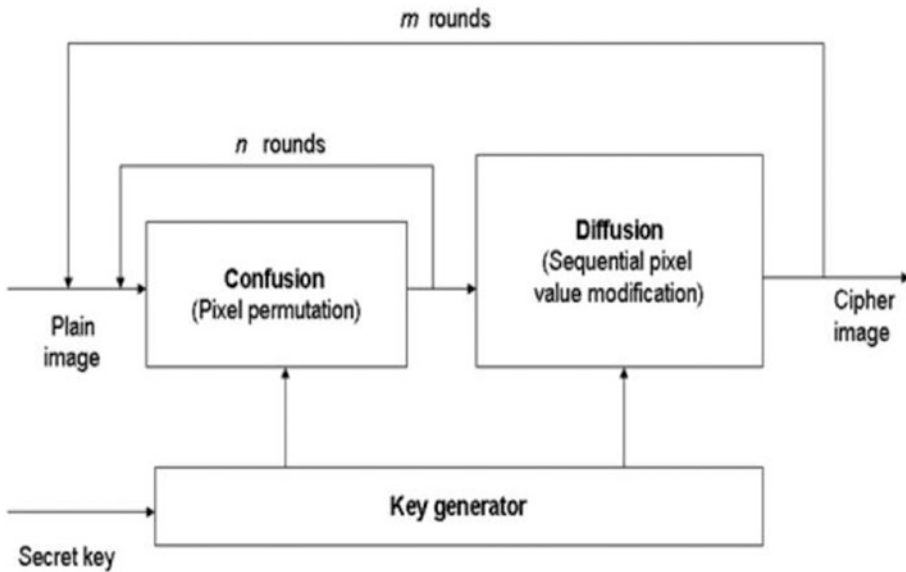 m rounds
n rounds
Confusion
(Pixel permutation)
Diffusion
(Sequential pixel
value modification)
Plain
image
Cipher
image
Key generator
Secret key